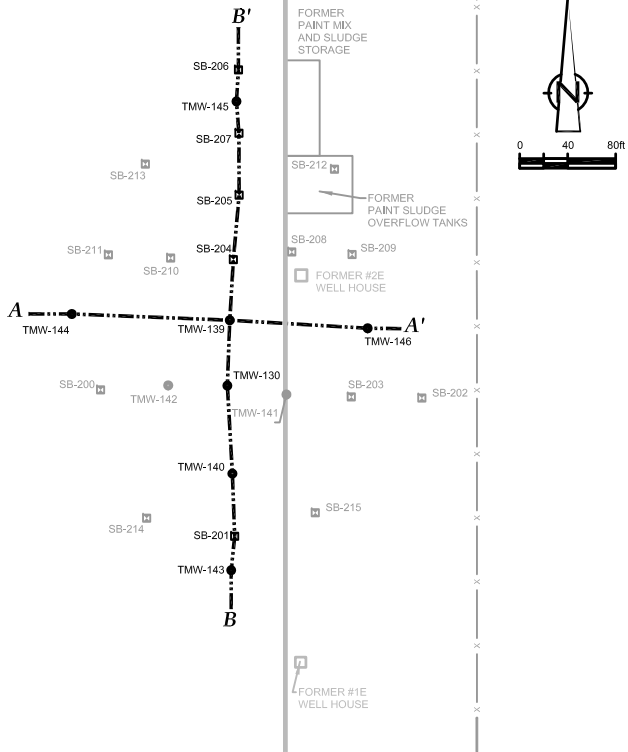 B'
FORMER
PAINT MIX
AND SLUDGE
STORAGE
N
SB-206
TMW-145
SB-207
0 40 80ft
SB-213
SB-212
SB-205
FORMER
PAINT SLUDGE
OVERFLOW TANKS
SB-211
SB-210
SB-204
SB-208
SB-209
FORMER #2E
WELL HOUSE
A
A'
TMW-144
TMW-139
TMW-146
SB-200
TMW-142
TMW-130
TMW-141
SB-203
SB-202
TMW-140
SB-214
SB-201
SB-215
TMW-143
B
FORMER #1E
WELL HOUSE